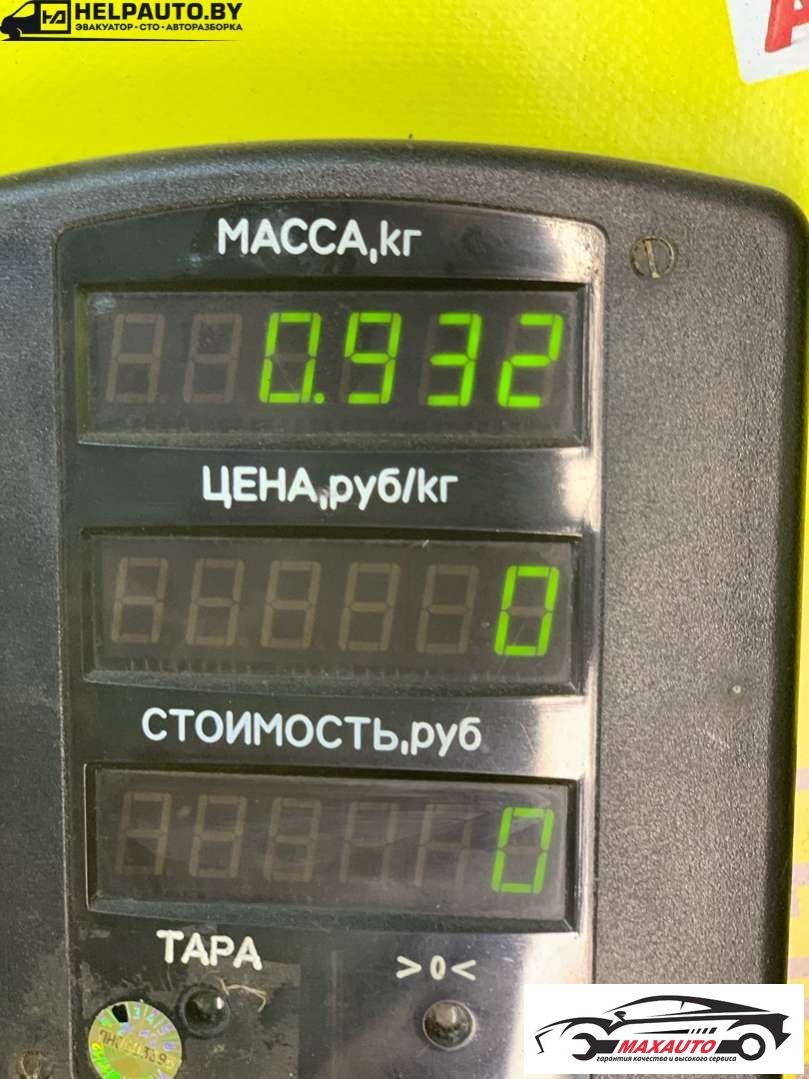 HELPAUTO.BY
ЭВАКУАТОР·СТО·АВТОРАЗБОРКА
МАССА,кг
0.932
ЦЕНА,руб/кг
0
СТОИМОСТЬ,руб
0
ТАРА
>0<
MAXAUTO
гарантия качества и высокого сервиса